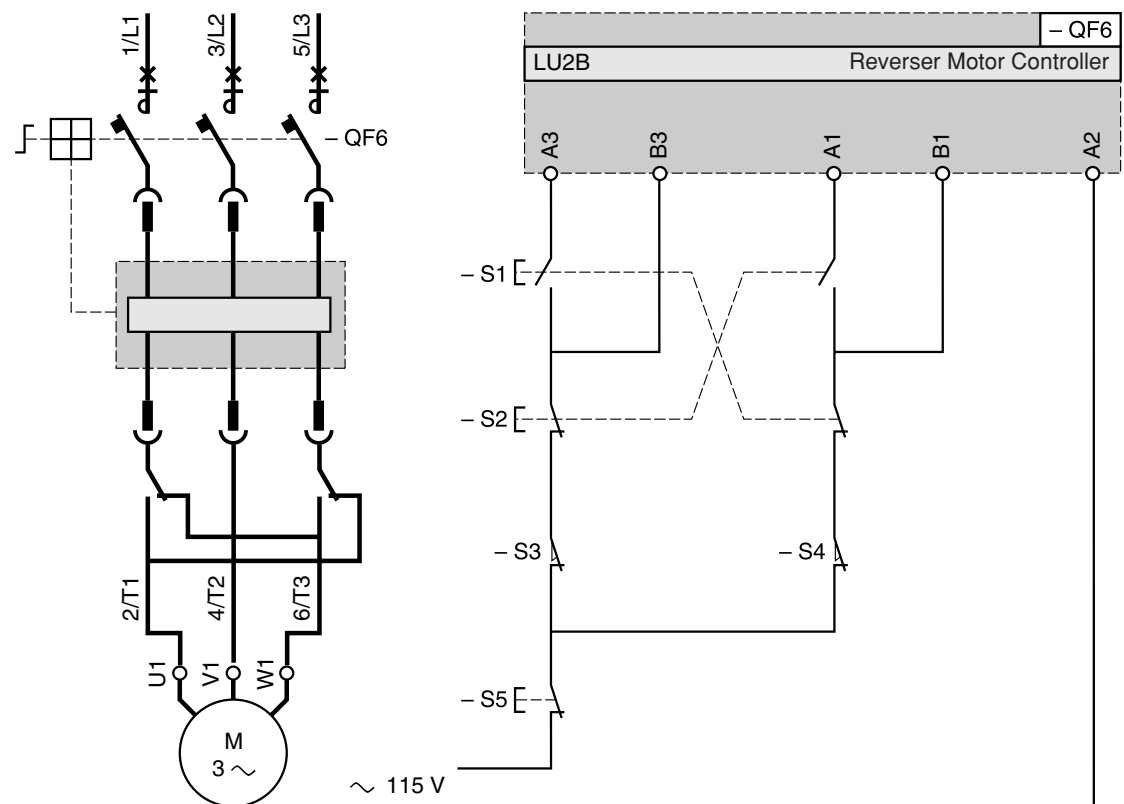 1/L1
3/L2
5/L3
– QF6
2/T1
4/T2
6/T3
U1
V1
W1
M
3 ~
~ 115 V
– QF6
LU2B Reverser Motor Controller
A3
B3
A1
B1
A2
– S1
– S2
– S3
– S4
– S5